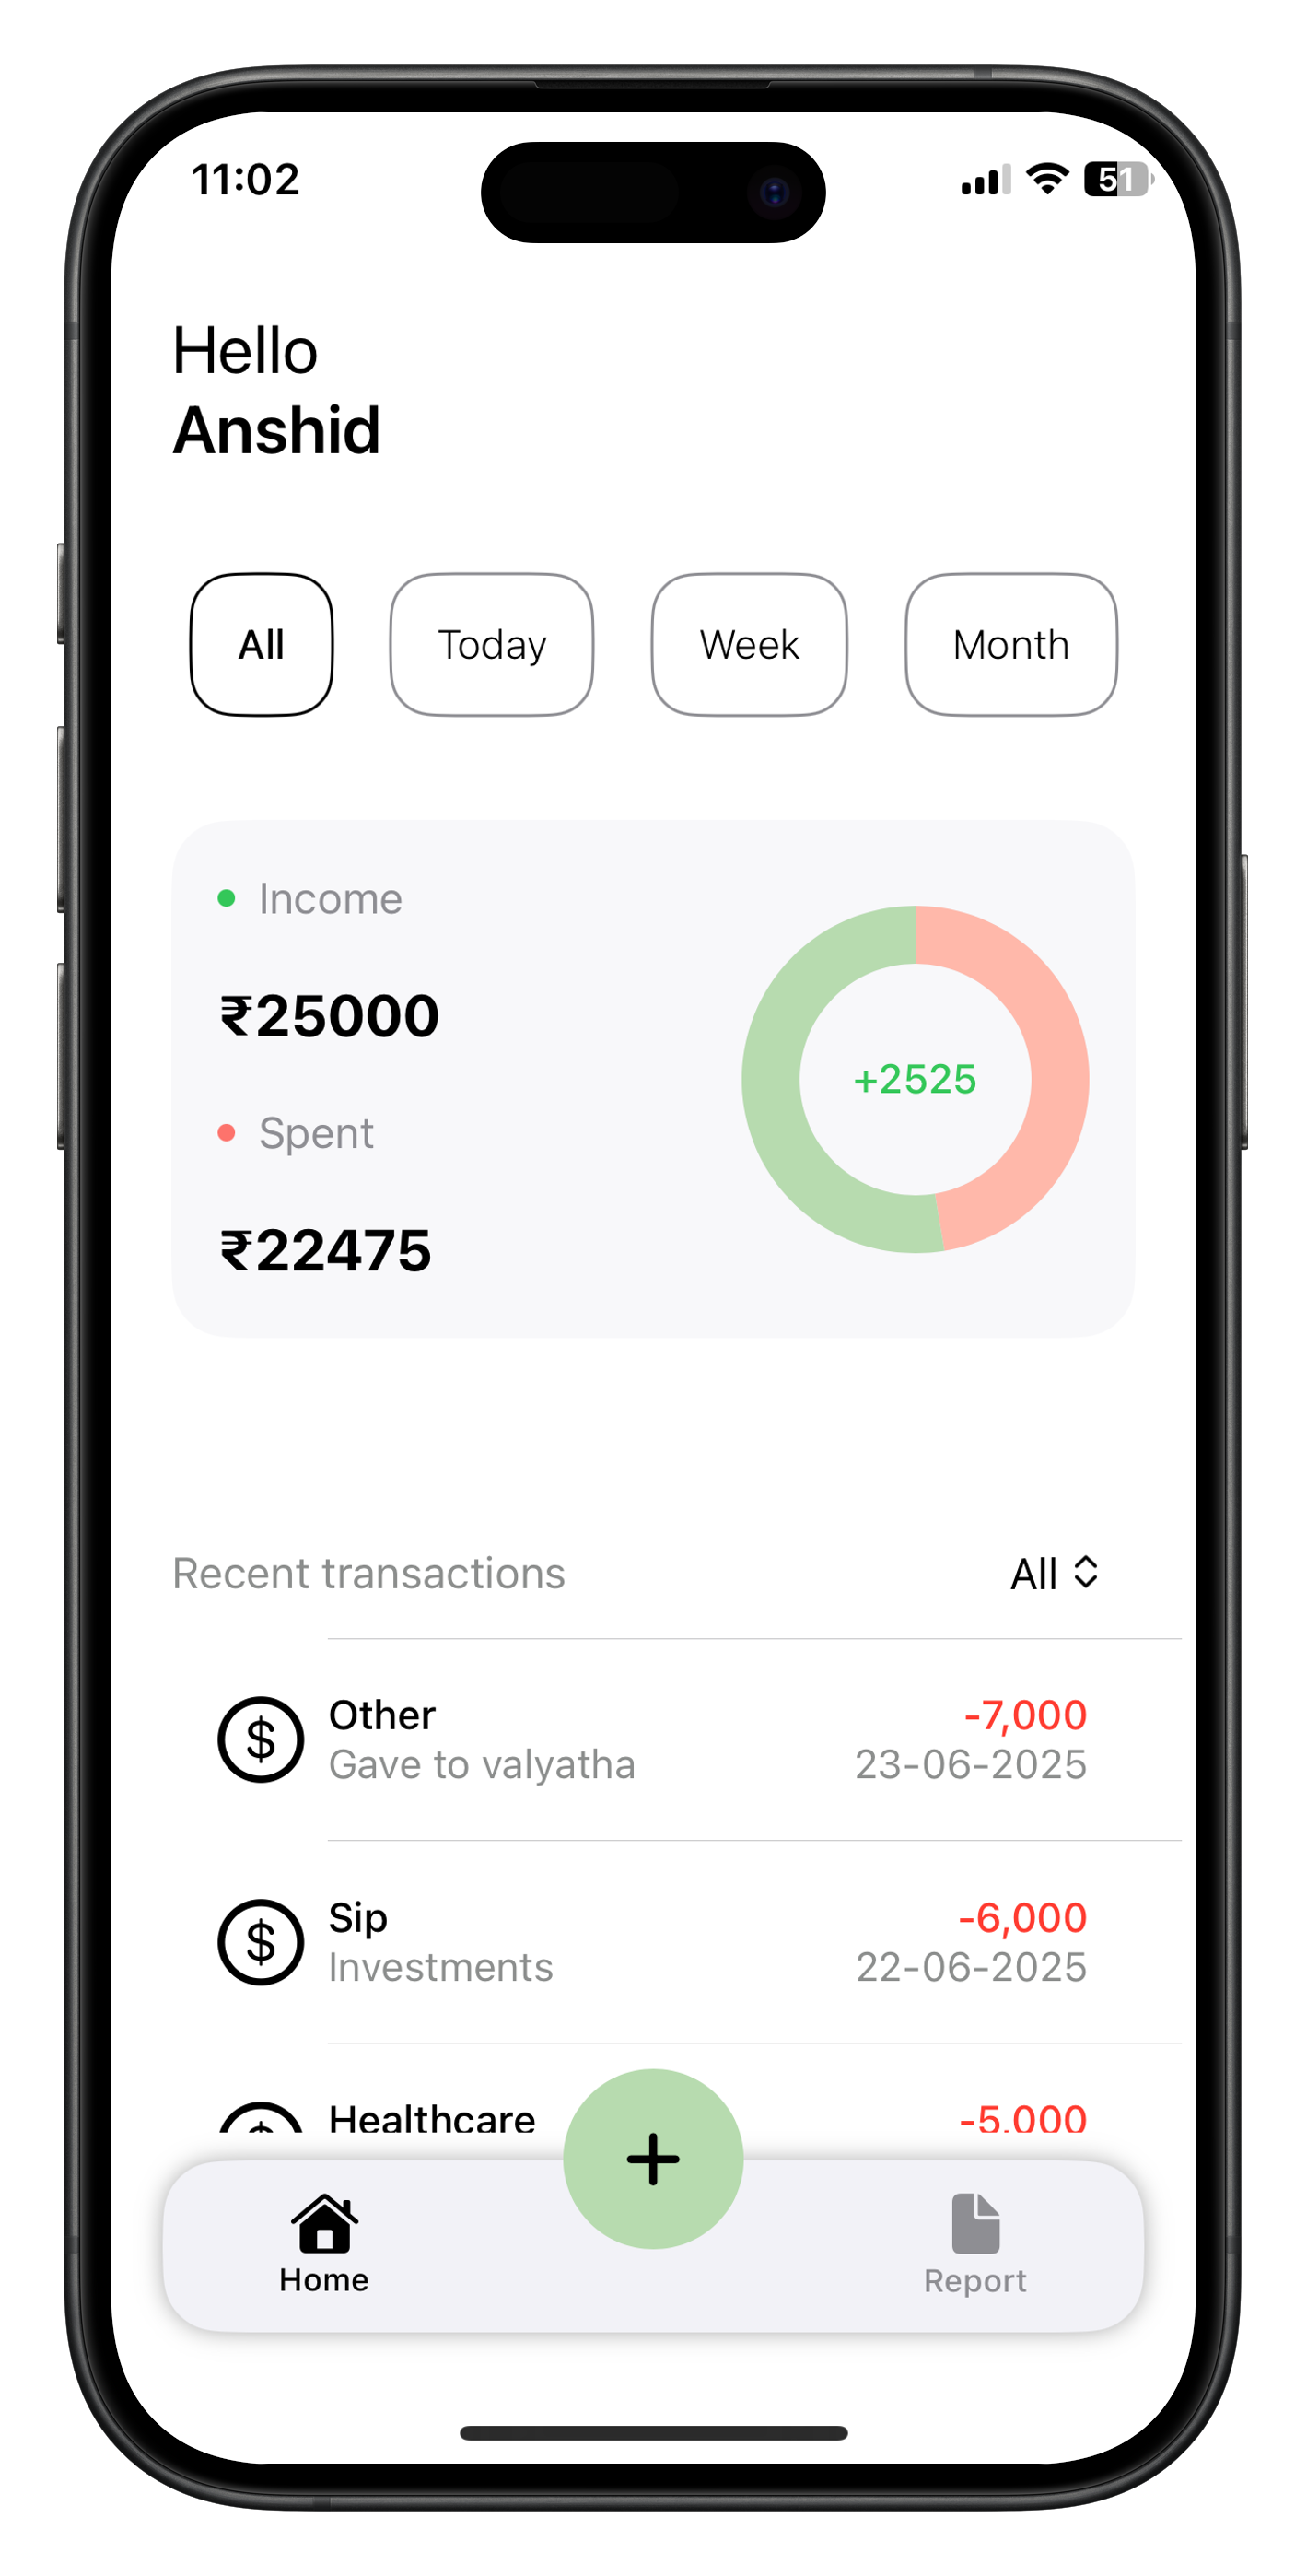 11:02
51
Hello
Anshid
All
Today
Week
Month
Income
₹25000
Spent
₹22475
+2525
Recent transactions
All
$
Other
-7,000
Gave to valyatha
23-06-2025
$
Sip
-6,000
Investments
22-06-2025
$
Healthcare
-5,000
+
Home
Report